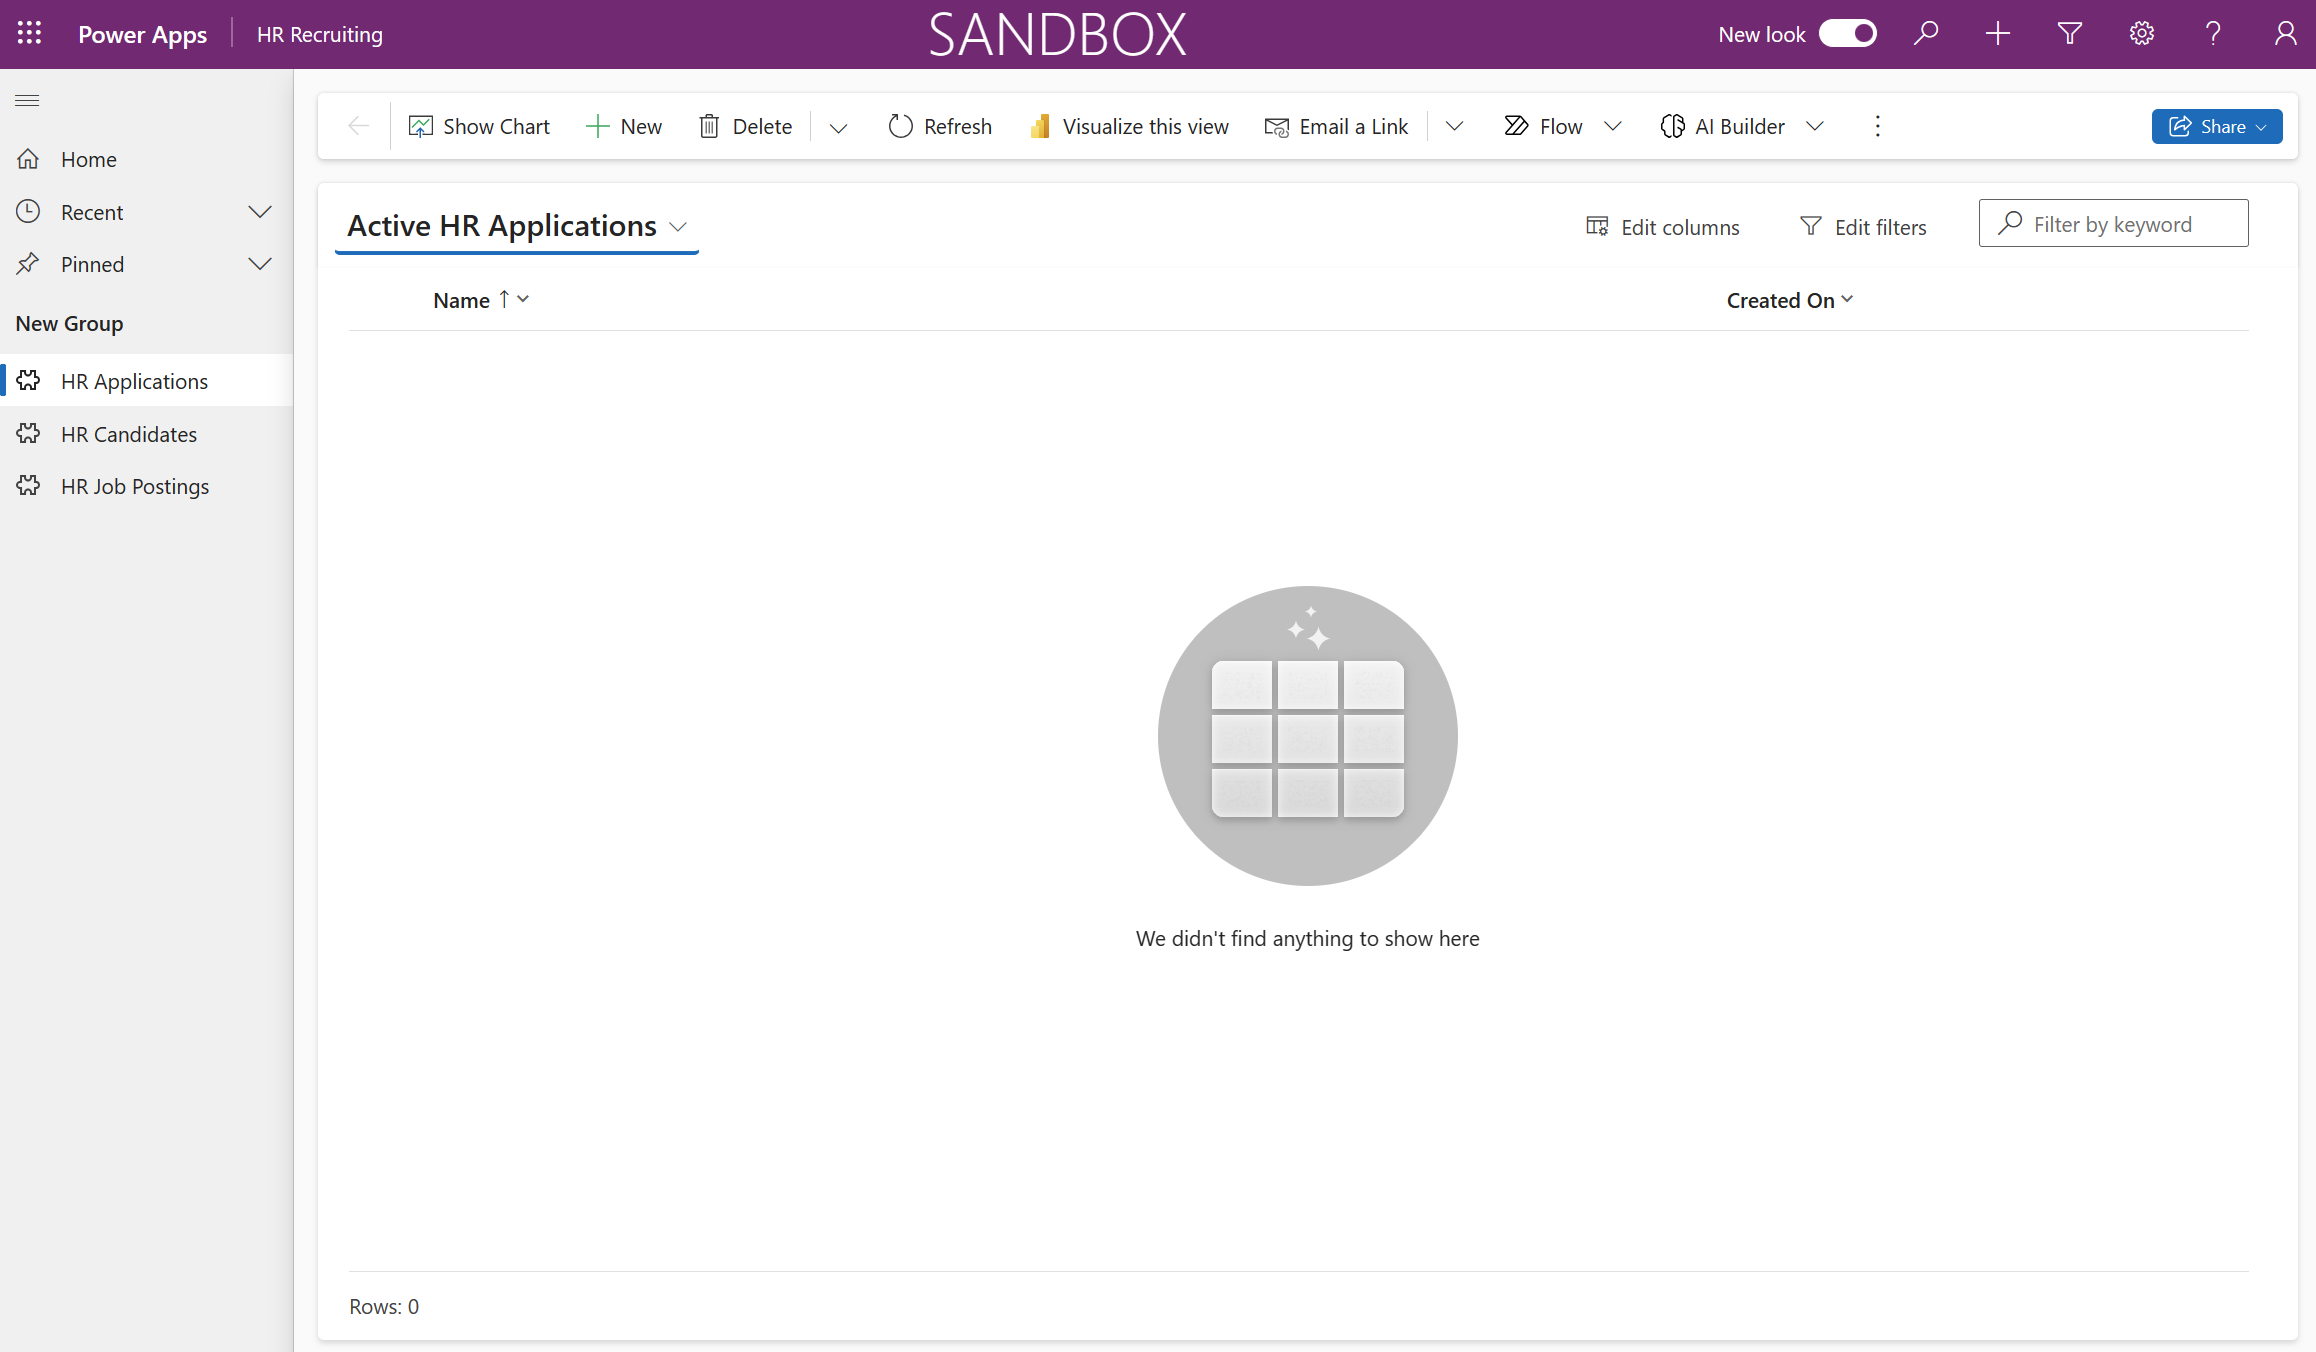 Power Apps
HR Recruiting
SANDBOX
New look
Show Chart
New
Delete
Refresh
Visualize this view
Email a Link
Flow
AI Builder
Share
Home
Recent
Pinned
New Group
HR Applications
HR Candidates
HR Job Postings
Active HR Applications
Edit columns
Edit filters
Filter by keyword
Name
Created On
We didn't find anything to show here
Rows: 0